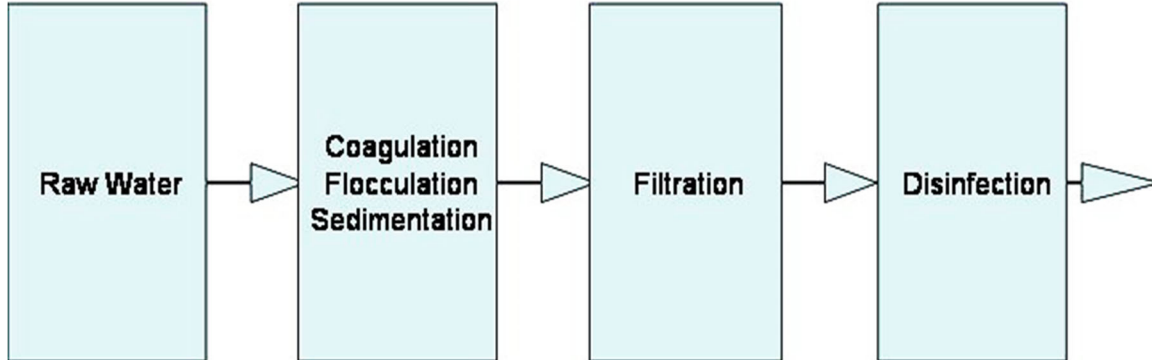 Raw Water
Coagulation
Flocculation
Sedimentation
Filtration
Disinfection